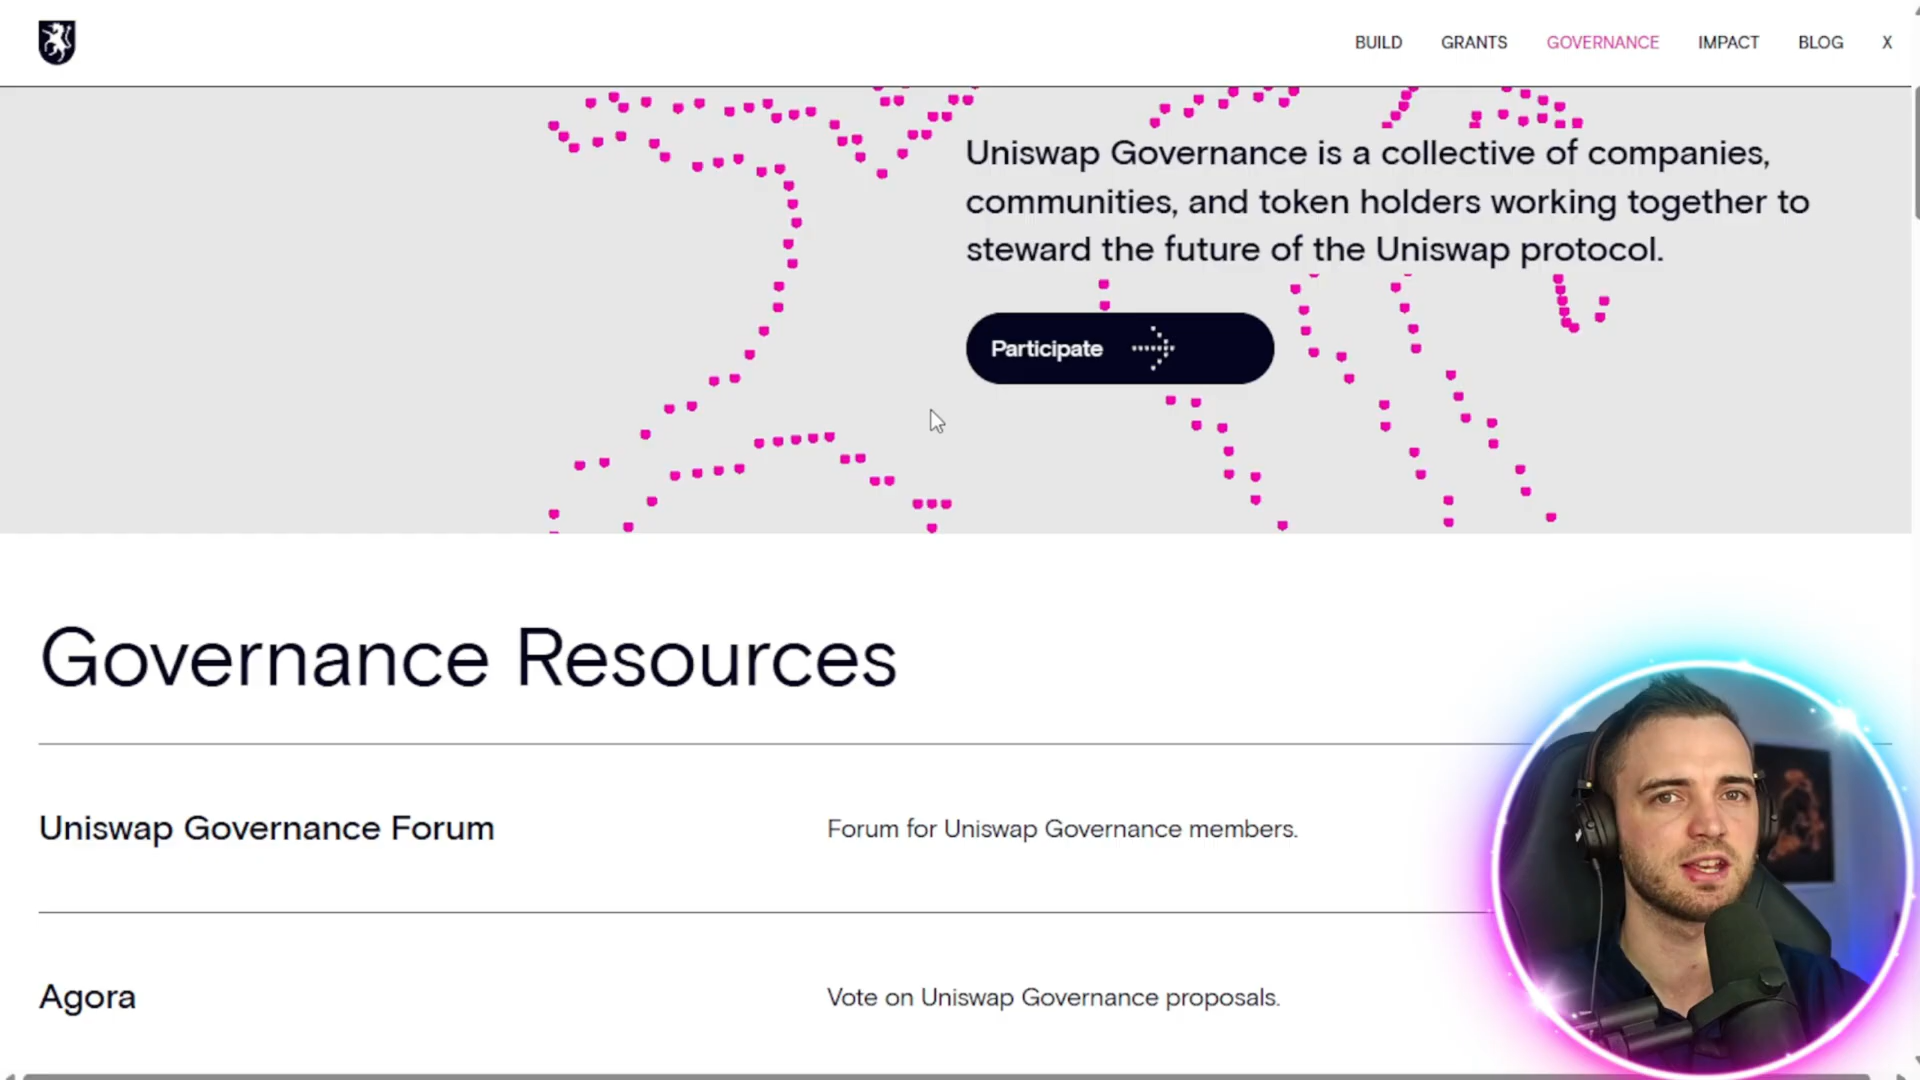 BUILD GRANTS GOVERNANCE IMPACT BLOG X
Uniswap Governance is a collective of companies,
communities, and token holders working together to
steward the future of the Uniswap protocol.
Participate
Governance Resources
Uniswap Governance Forum Forum for Uniswap Governance members.
Agora Vote on Uniswap Governance proposals.